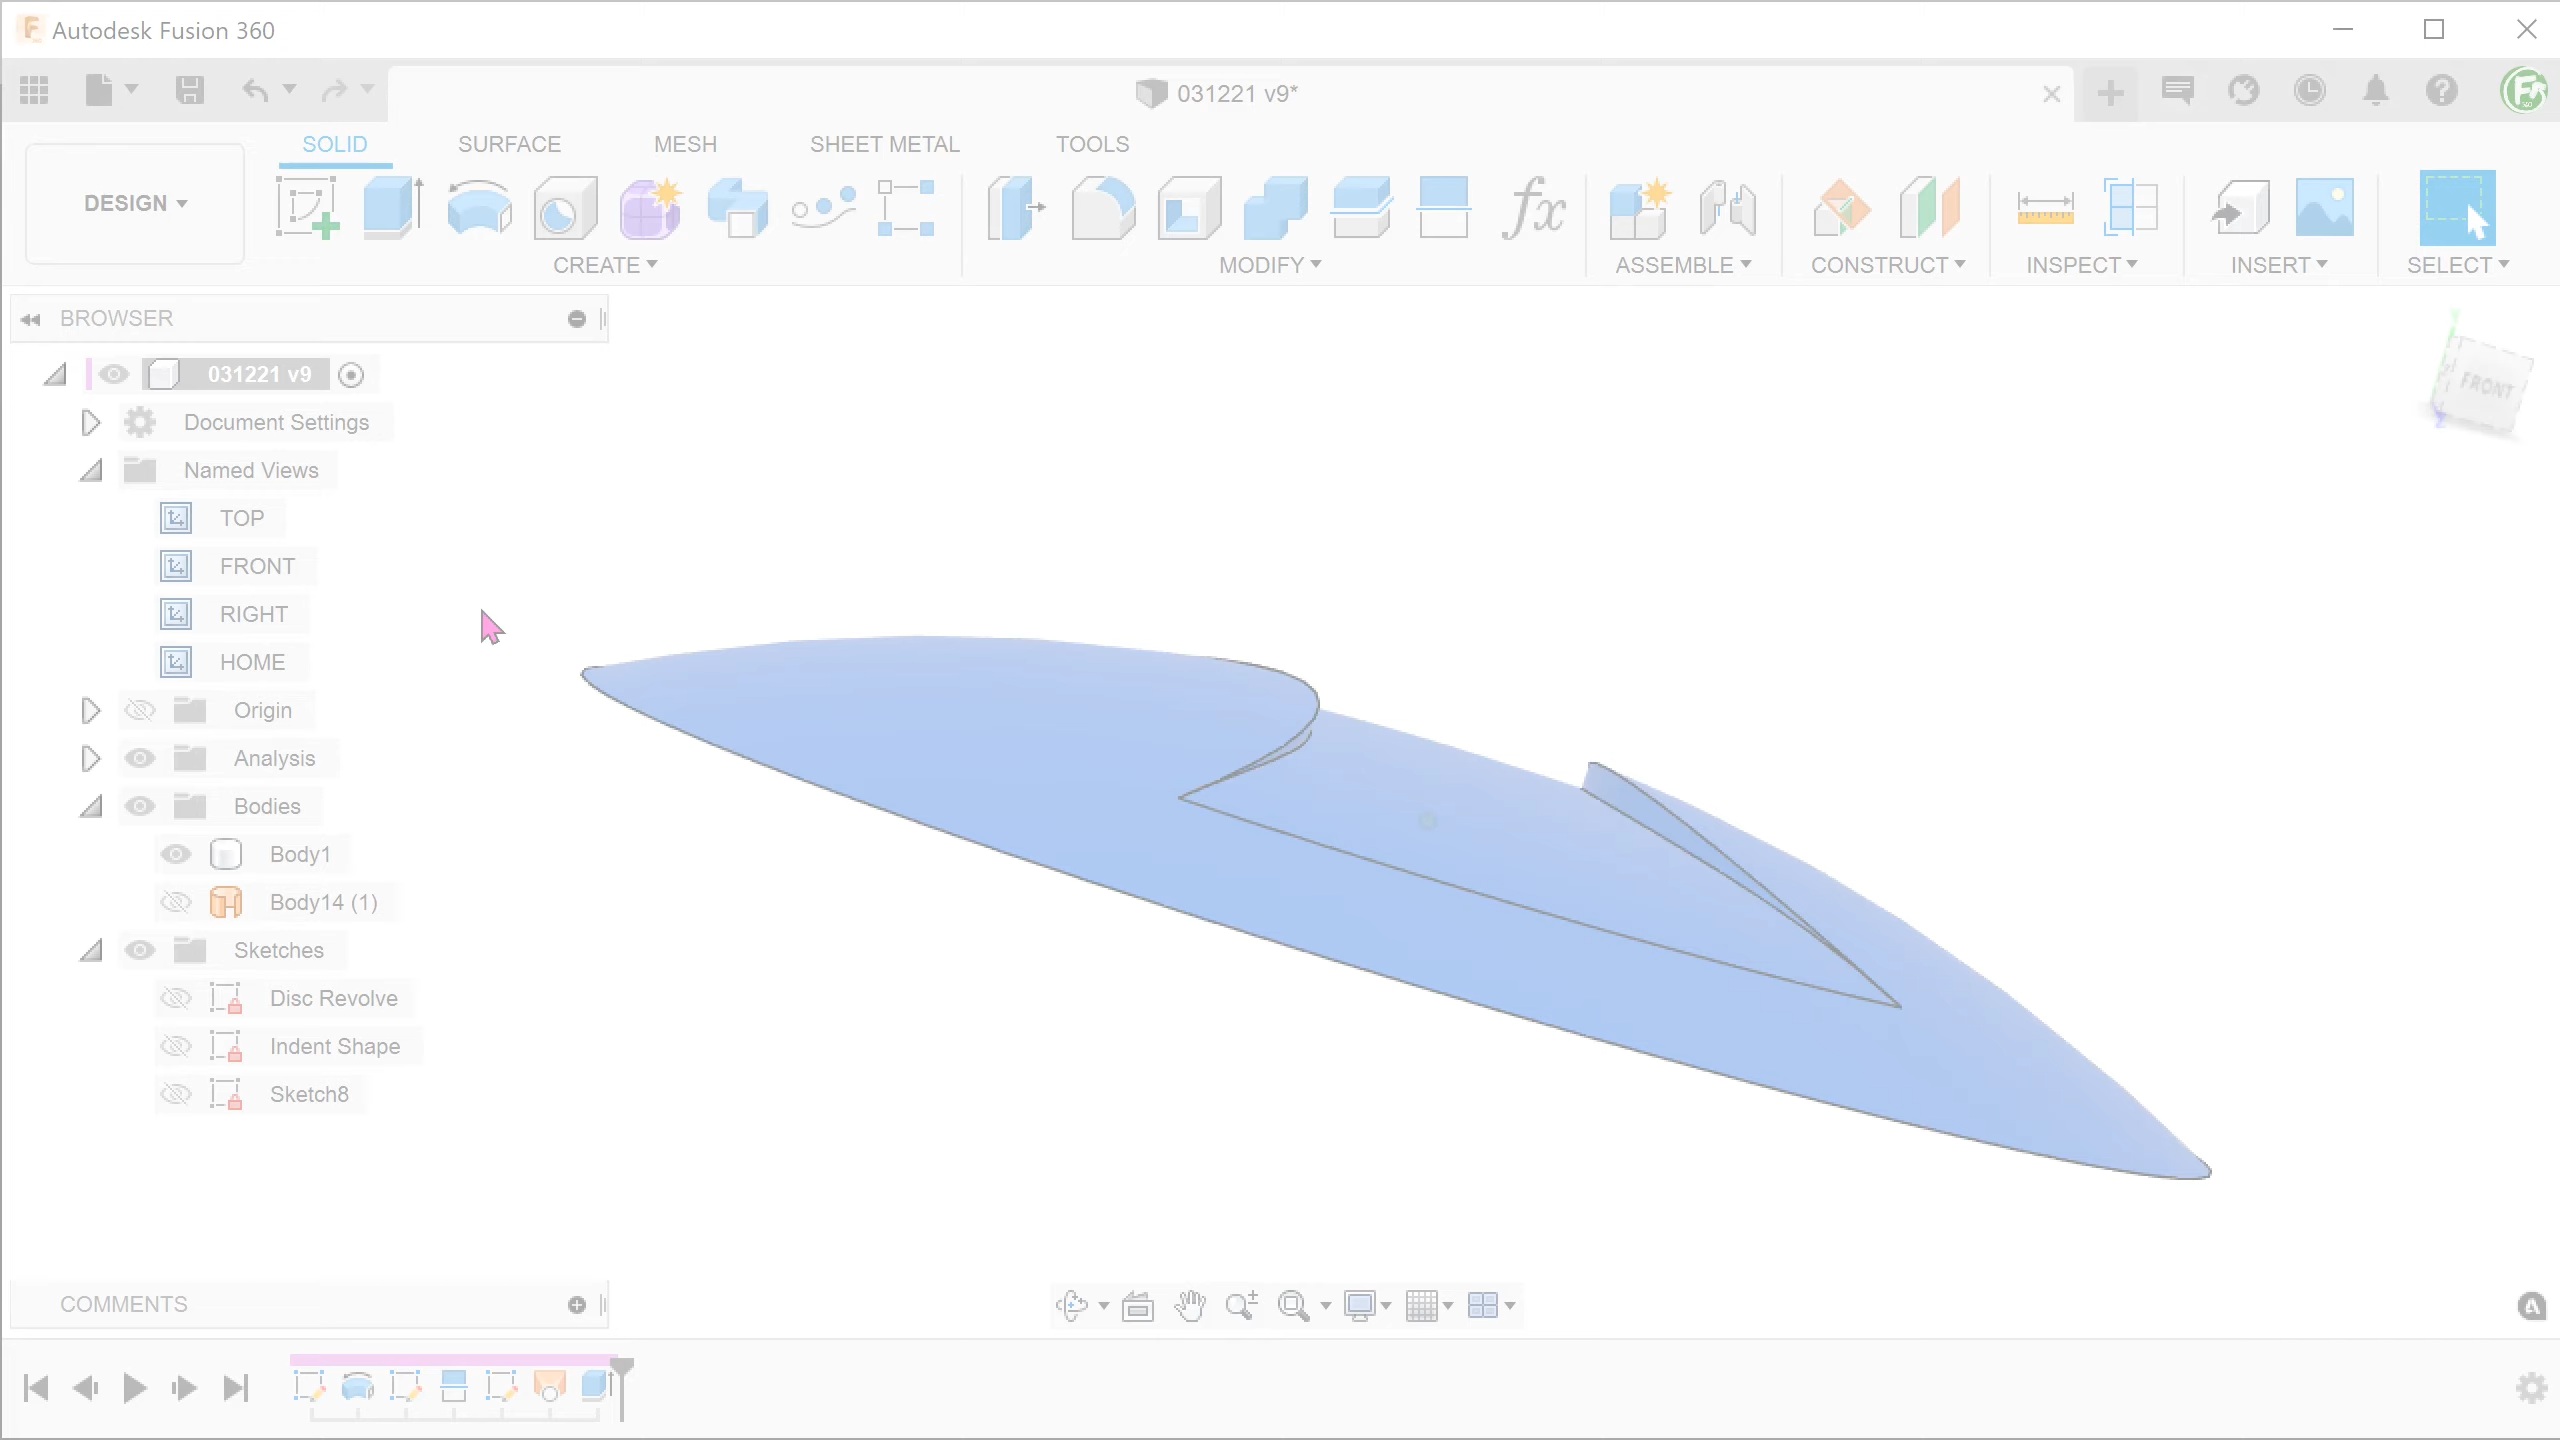 Autodesk Fusion 360
031221 v9*
SOLID SURFACE MESH SHEET METAL TOOLS
DESIGN
fx
CREATE MODIFY ASSEMBLE CONSTRUCT INSPECT INSERT SELECT
BROWSER
031221 v9
Document Settings
Named Views
TOP
FRONT
RIGHT
HOME
Origin
Analysis
Bodies
Body1
Body14 (1)
Sketches
Disc Revolve
Indent Shape
Sketch8
FRONT
Z
COMMENTS